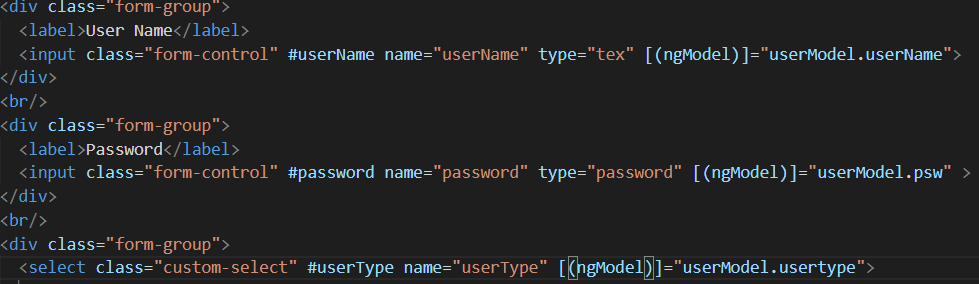 <div class="form-group">
<label>User Name</label>
<input class="form-control" #userName name="userName" type="tex" [(ngModel)]="userModel.userName">
</div>
<br/>
<div class="form-group">
<label>Password</label>
<input class="form-control" #password name="password" type="password" [(ngModel)]="userModel.psw" >
</div>
<br/>
<div class="form-group">
<select class="custom-select" #userType name="userType" [(ngModel)]="userModel.usertype">